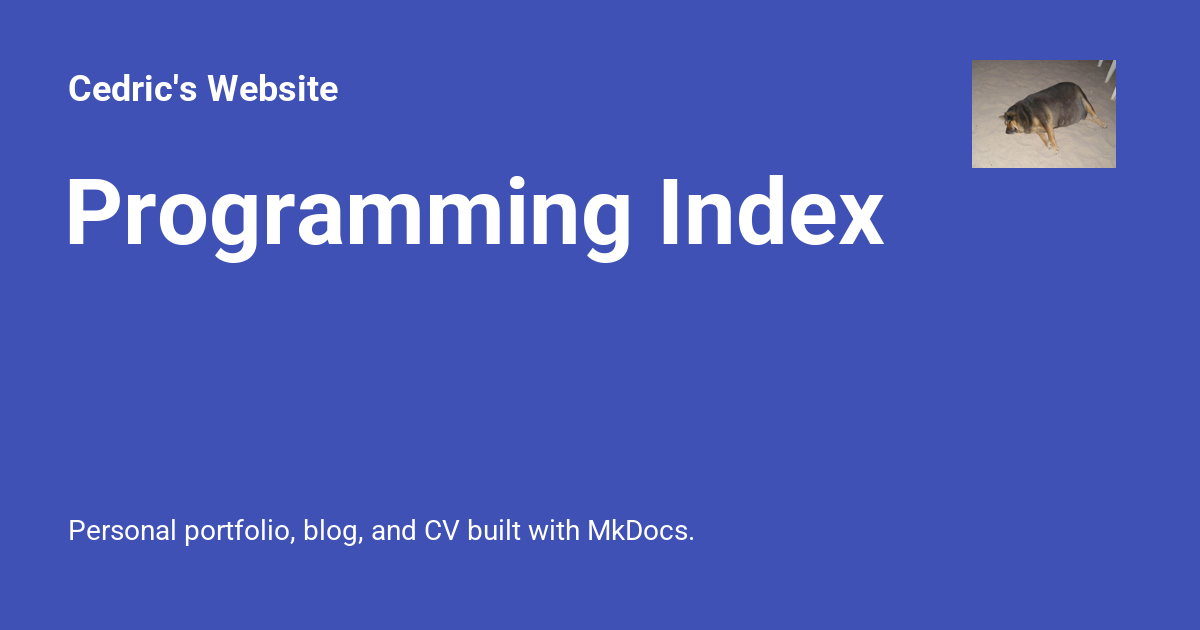 Cedric's Website
Programming Index
Personal portfolio, blog, and CV built with MkDocs.